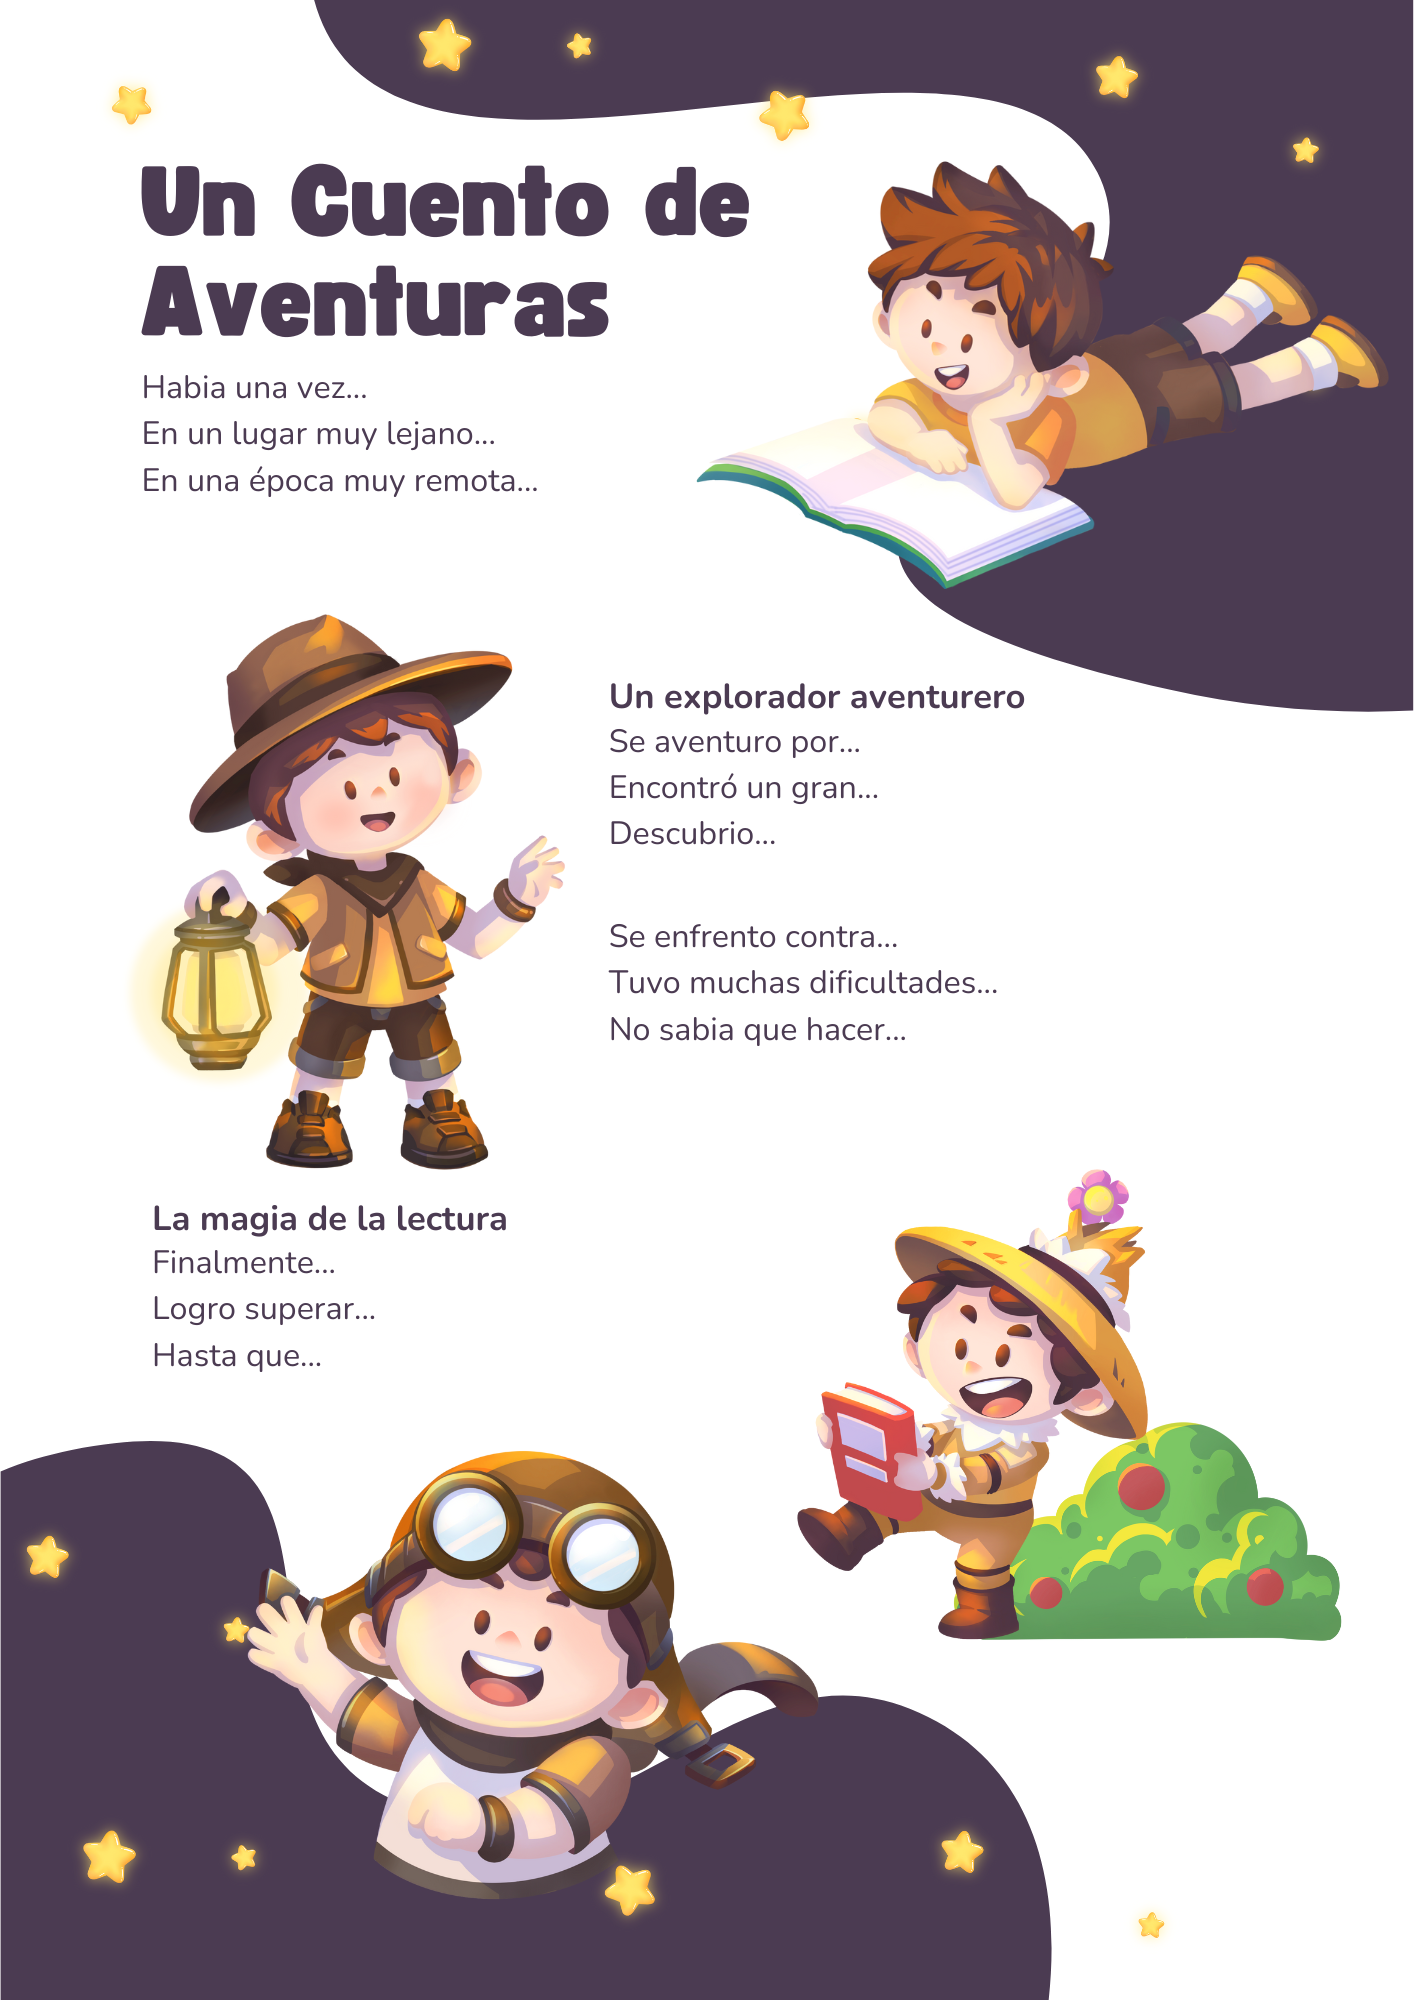 Un Cuento de
Aventuras
Habia una vez...
En un lugar muy lejano...
En una época muy remota...
Un explorador aventurero
Se aventuro por...
Encontró un gran...
Descubrio...
Se enfrento contra...
Tuvo muchas dificultades...
No sabia que hacer...
La magia de la lectura
Finalmente...
Logro superar...
Hasta que...